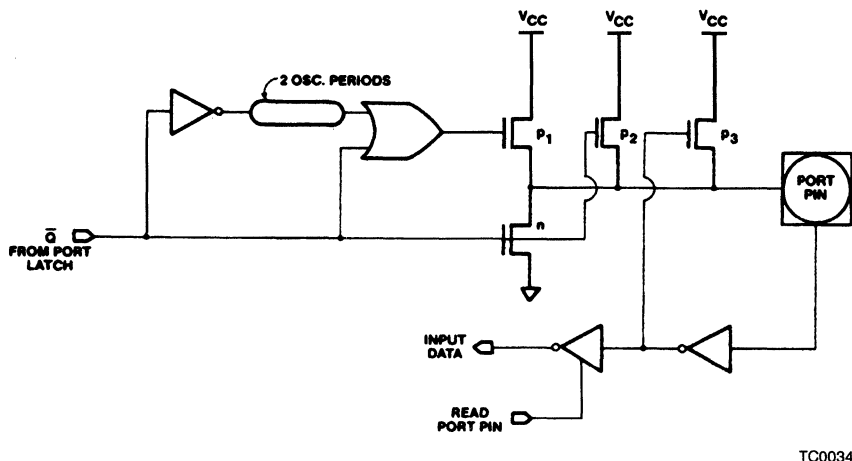 VCC
VCC
VCC
2 OSC. PERIODS
p1
p2
p3
PORT
PIN
n
Q̅
FROM PORT
LATCH
INPUT
DATA
READ
PORT PIN
TC0034